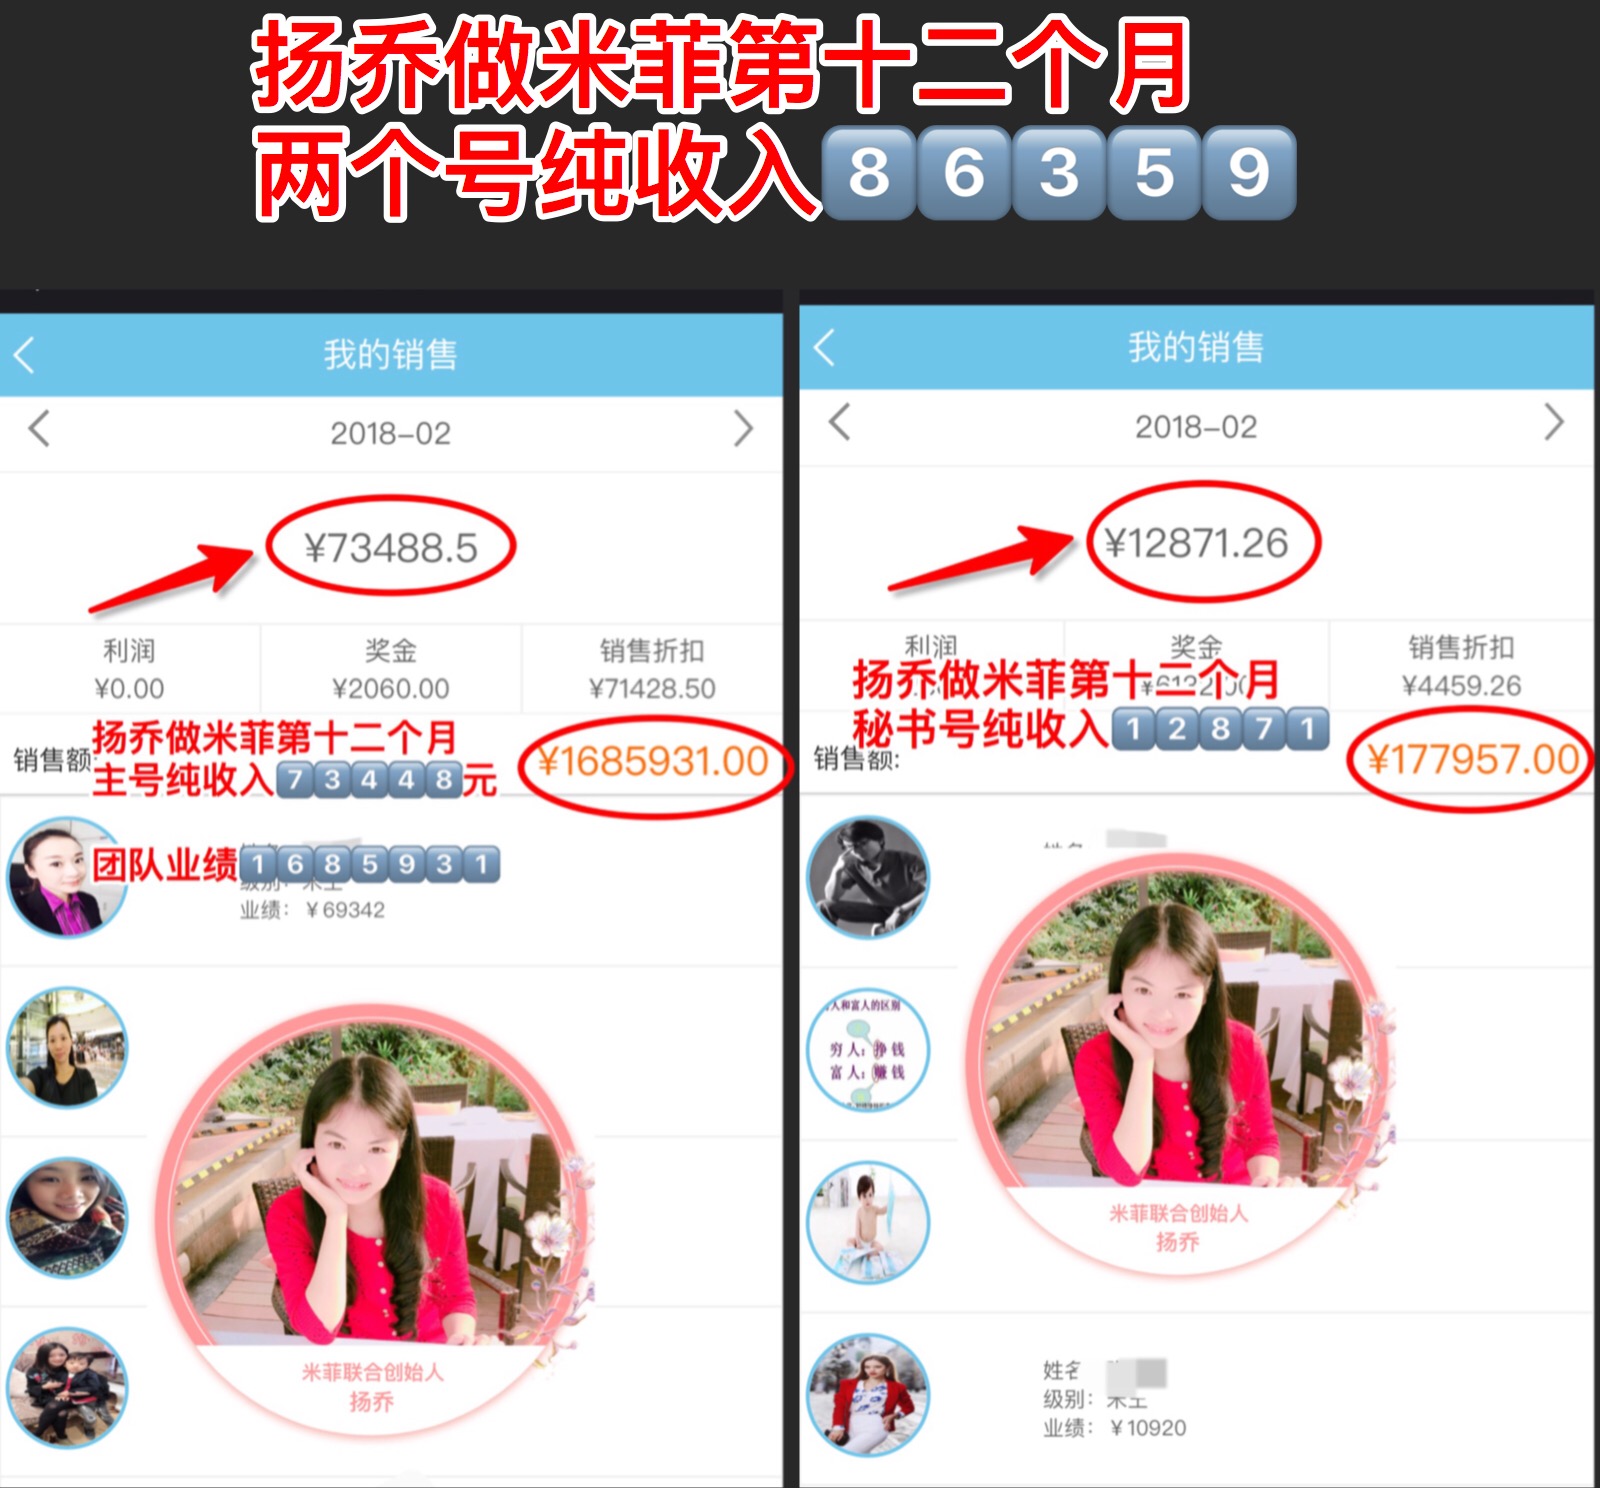 扬乔做米菲第十二个月
两个号纯收入86359
我的销售
2018-02
¥73488.5
利润
奖金
销售折扣
¥0.00
¥2060.00
¥71428.50
扬乔做米菲第十二个月
主号纯收入73448元
销售额:
¥1685931.00
团队业绩1685931
业绩: ¥69342
米菲联合创始人
扬乔
我的销售
2018-02
¥12871.26
利润
奖金
销售折扣
¥4459.26
扬乔做米菲第十二个月
秘书号纯收入12871
销售额:
¥177957.00
人和富人的区别
穷人: 挣钱
富人: 赚钱
米菲联合创始人
扬乔
姓名
级别:
业绩: ¥10920